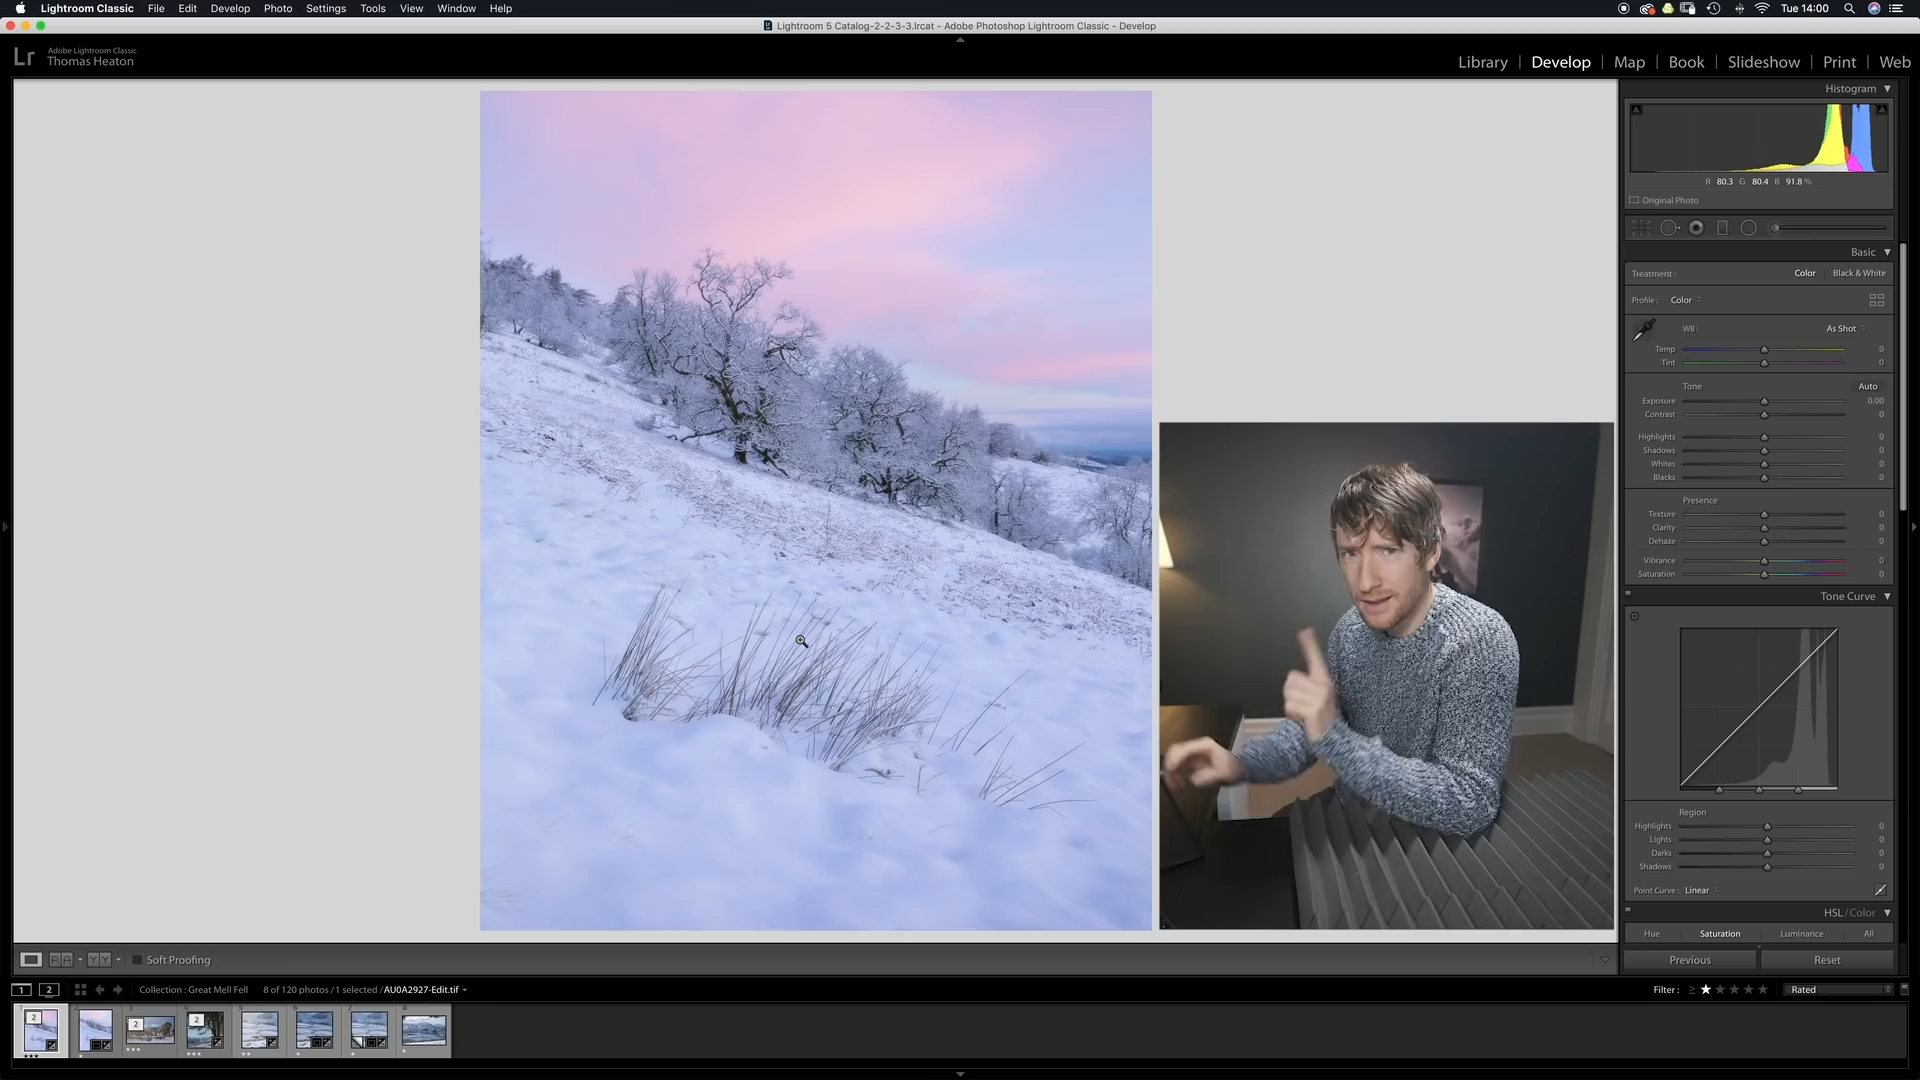 Lightroom Classic File Edit Develop Photo Settings Tools View Window Help
Tue 14:00
Lightroom 5 Catalog-2-2-3-3.lrcat - Adobe Photoshop Lightroom Classic - Develop
Lr
Adobe Lightroom Classic
Thomas Heaton
Library | Develop | Map | Book | Slideshow | Print | Web
Histogram
R 80.3 G 80.4 B 91.8 %
Original Photo
Basic
Treatment : Color Black & White
Profile : Color
WB : As Shot
Temp 0
Tint 0
Tone Auto
Exposure 0.00
Contrast 0
Highlights 0
Shadows 0
Whites 0
Blacks 0
Presence
Texture 0
Clarity 0
Dehaze 0
Vibrance 0
Saturation 0
Tone Curve
Region
Highlights 0
Lights 0
Darks 0
Shadows 0
Point Curve : Linear
HSL / Color
Hue Saturation Luminance All
Previous Reset
Soft Proofing
1 2 Collection : Great Mell Fell 8 of 120 photos / 1 selected / AU0A2927-Edit.tif
Filter : Rated
2 2 2